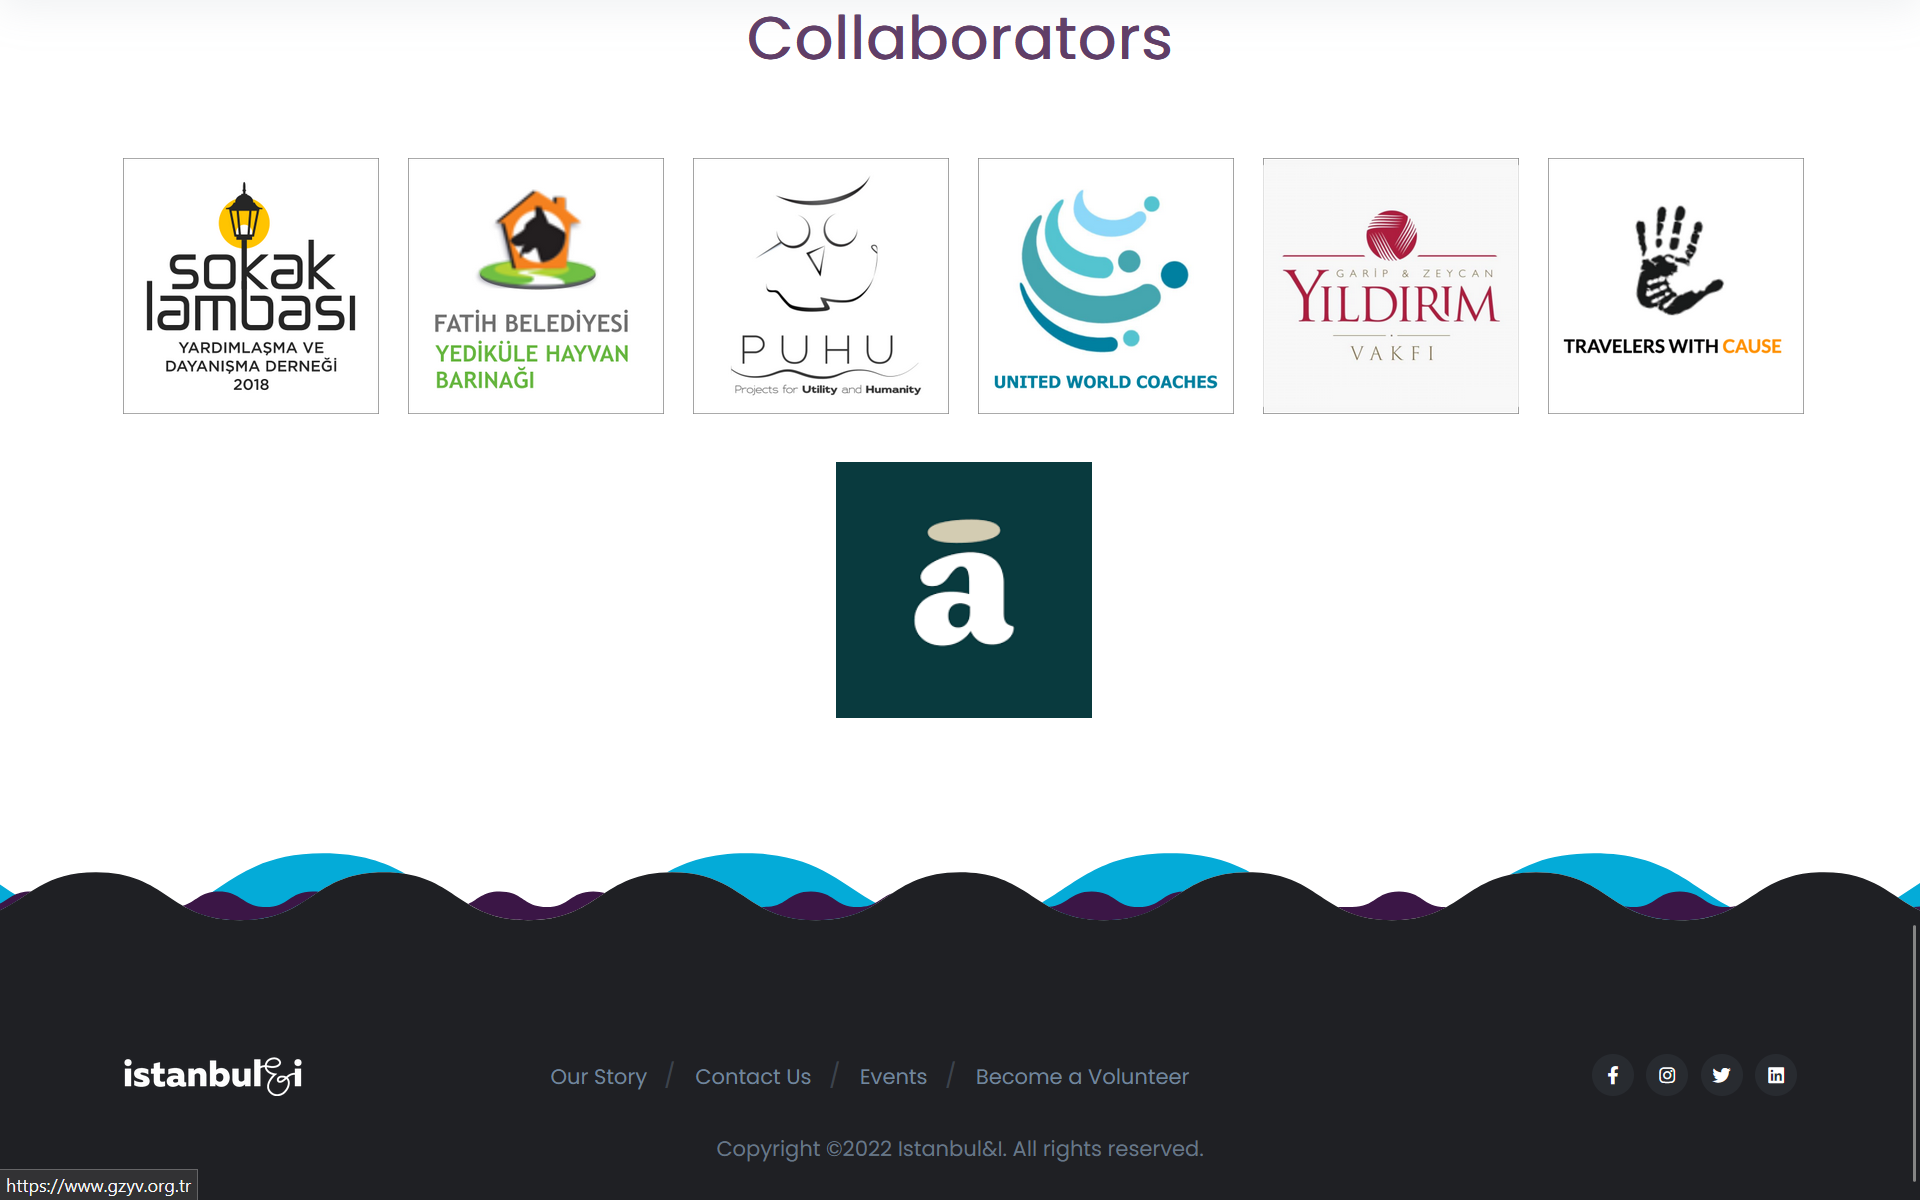 Collaborators
sokak
lambası
YARDIMLAŞMA VE
DAYANIŞMA DERNEĞİ
2018
FATİH BELEDİYESİ
YEDİKÜLE HAYVAN
BARINAĞI
PUHU
Projects for Utility and Humanity
UNITED WORLD COACHES
GARİP & ZEYCAN
YILDIRIM
VAKFI
TRAVELERS WITH CAUSE
a
istanbul&i
Our Story / Contact Us / Events / Become a Volunteer
Copyright ©2022 Istanbul&I. All rights reserved.
https://www.gzyv.org.tr